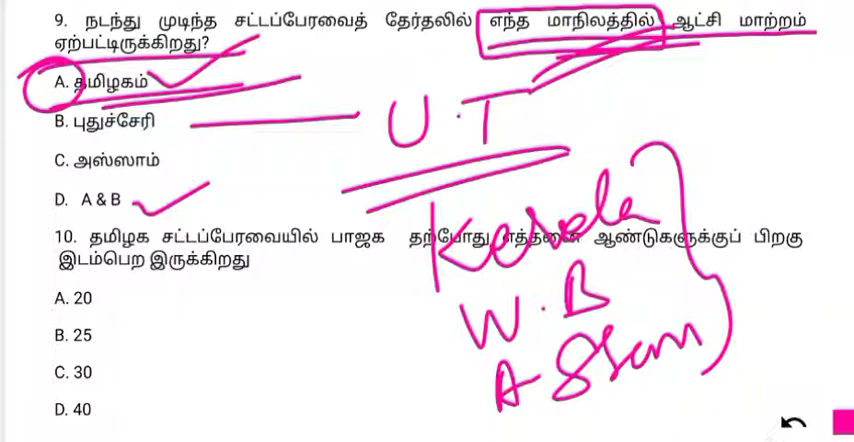 9. நடந்து முடிந்த சட்டப்பேரவைத் தேர்தலில் எந்த மாநிலத்தில் ஆட்சி மாற்றம்
ஏற்பட்டிருக்கிறது?
A. தமிழகம்
B. புதுச்சேரி
U.T
C. அஸ்ஸாம்
D. A & B
Kerala
10. தமிழக சட்டப்பேரவையில் பாஜக தற்போது எத்தனை ஆண்டுகளுக்குப் பிறகு
இடம்பெற இருக்கிறது
A. 20
W.B
B. 25
Assam
C. 30
D. 40